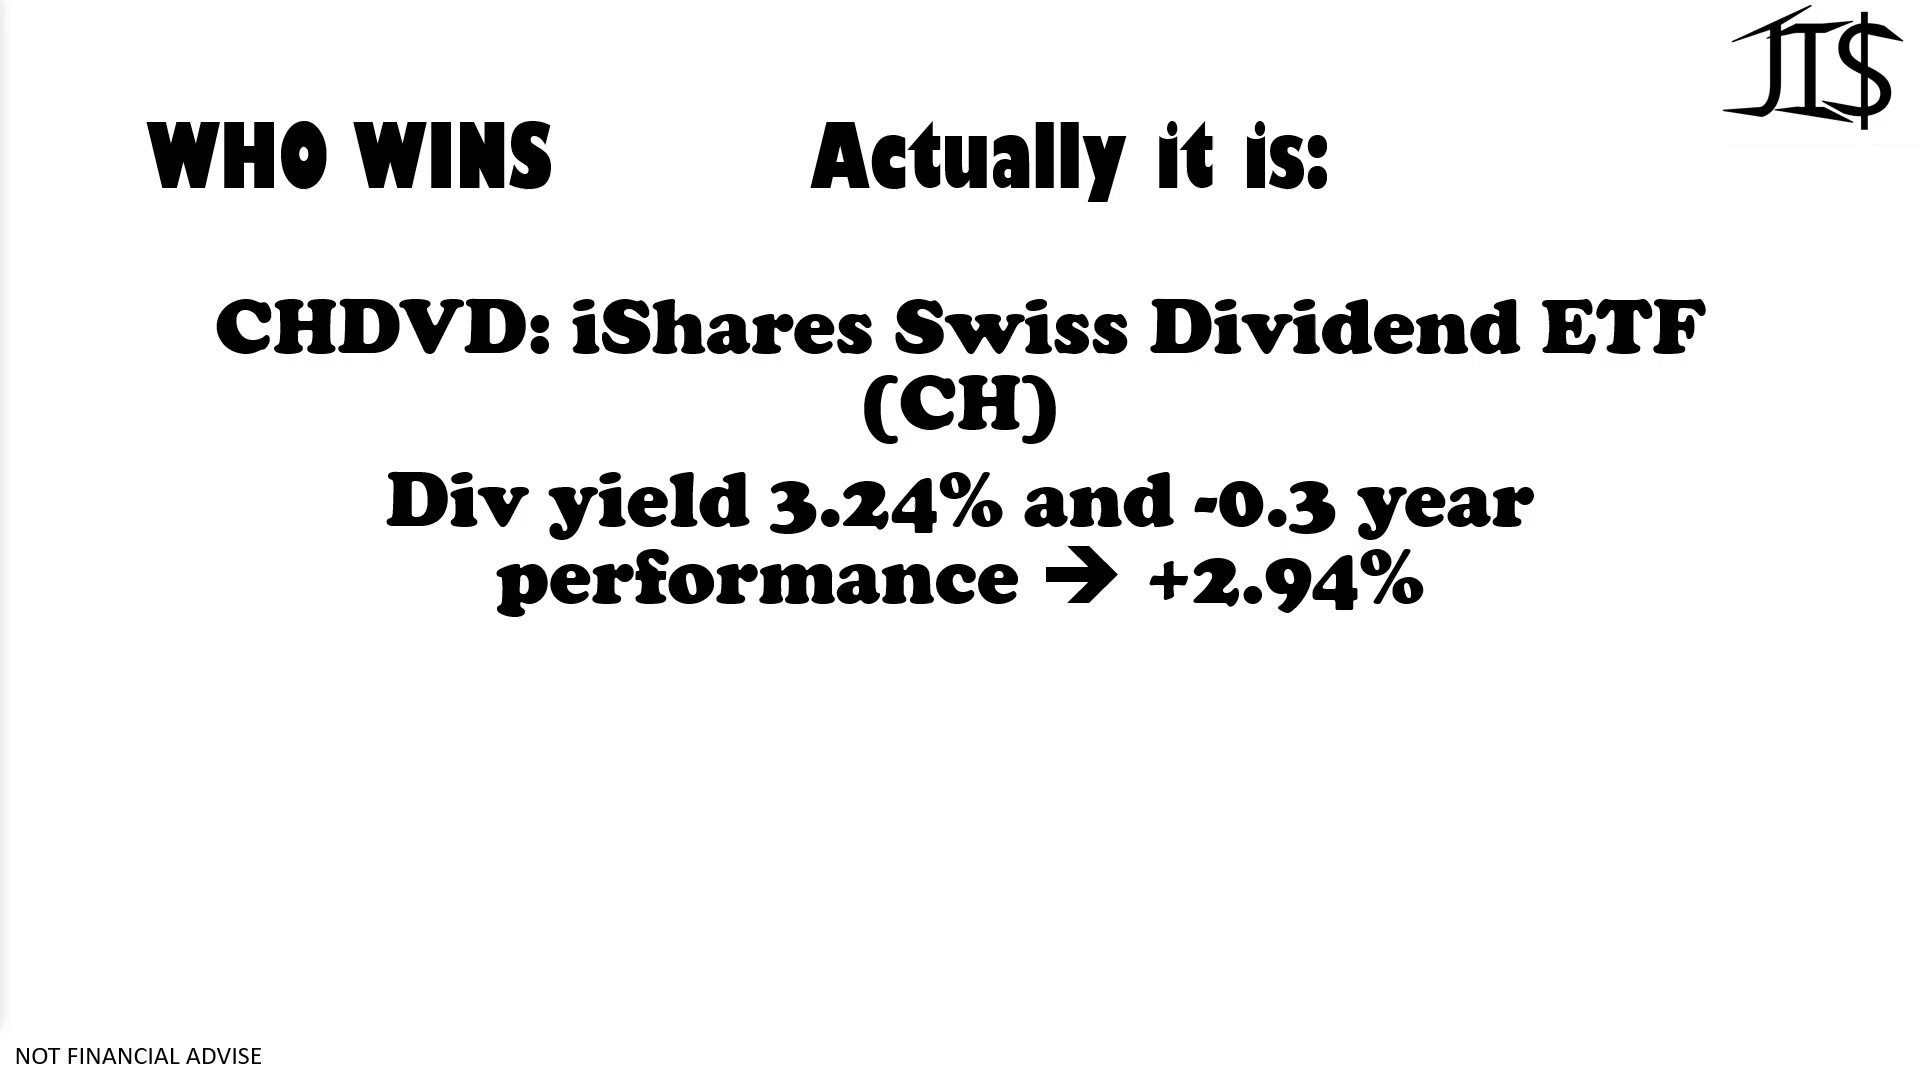 JI$
WHO WINS Actually it is:
CHDVD: iShares Swiss Dividend ETF
(CH)
Div yield 3.24% and -0.3 year
performance → +2.94%
NOT FINANCIAL ADVISE